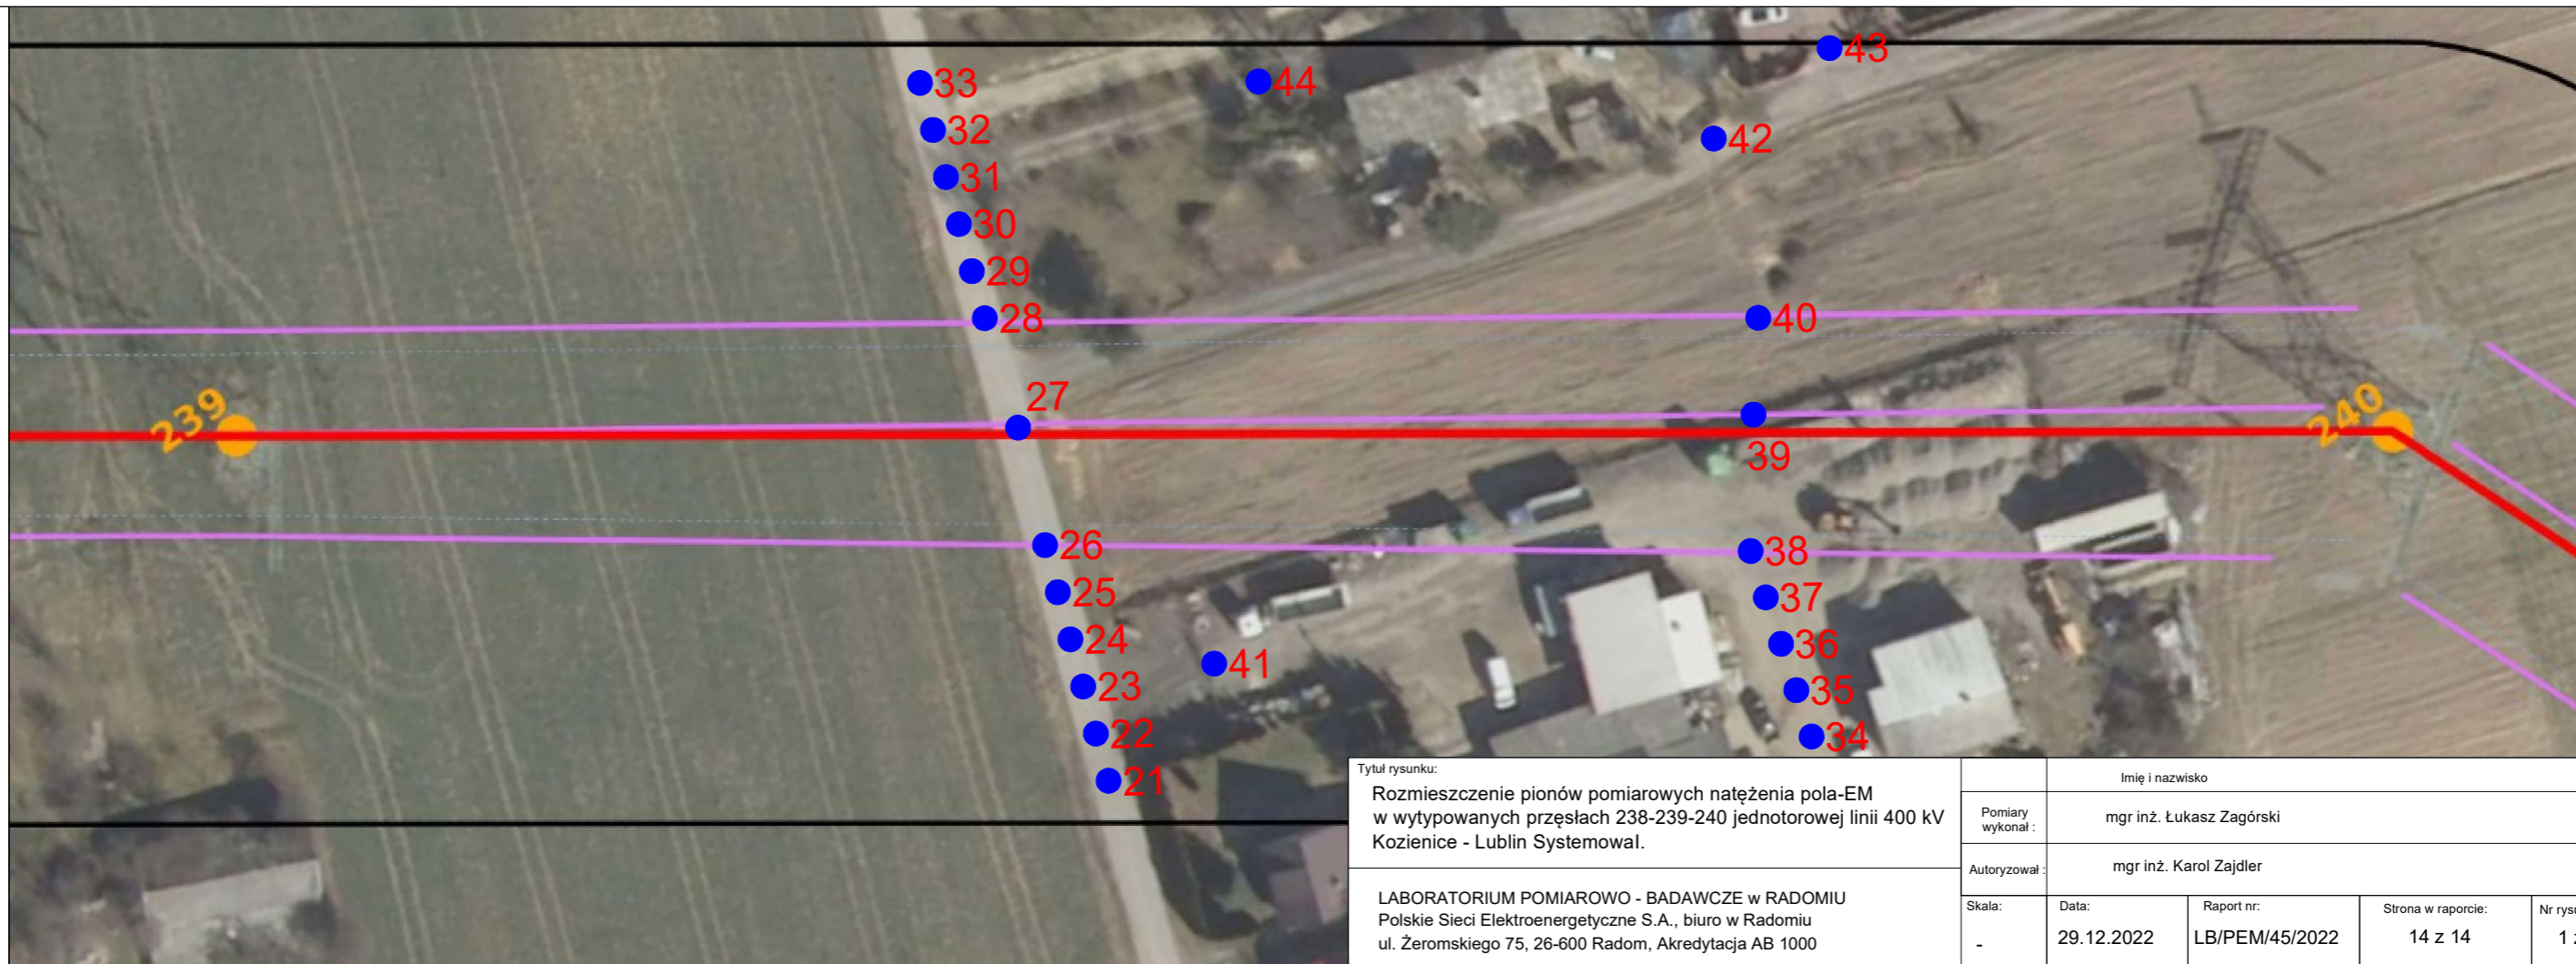 43
33
44
32
42
31
30
29
28
40
27
239
240
39
26
38
25
37
24
36
41
23
35
22
34
21
Tytuł rysunku:
Rozmieszczenie pionów pomiarowych natężenia pola-EM
w wytypowanych przęsłach 238-239-240 jednotorowej linii 400 kV
Kozienice - Lublin SystemowaI.
LABORATORIUM POMIAROWO - BADAWCZE w RADOMIU
Polskie Sieci Elektroenergetyczne S.A., biuro w Radomiu
ul. Żeromskiego 75, 26-600 Radom, Akredytacja AB 1000
Imię i nazwisko
Pomiary
wykonał :
mgr inż. Łukasz Zagórski
Autoryzował :
mgr inż. Karol Zajdler
Skala:
-
Data:
29.12.2022
Raport nr:
LB/PEM/45/2022
Strona w raporcie:
14 z 14
Nr
1